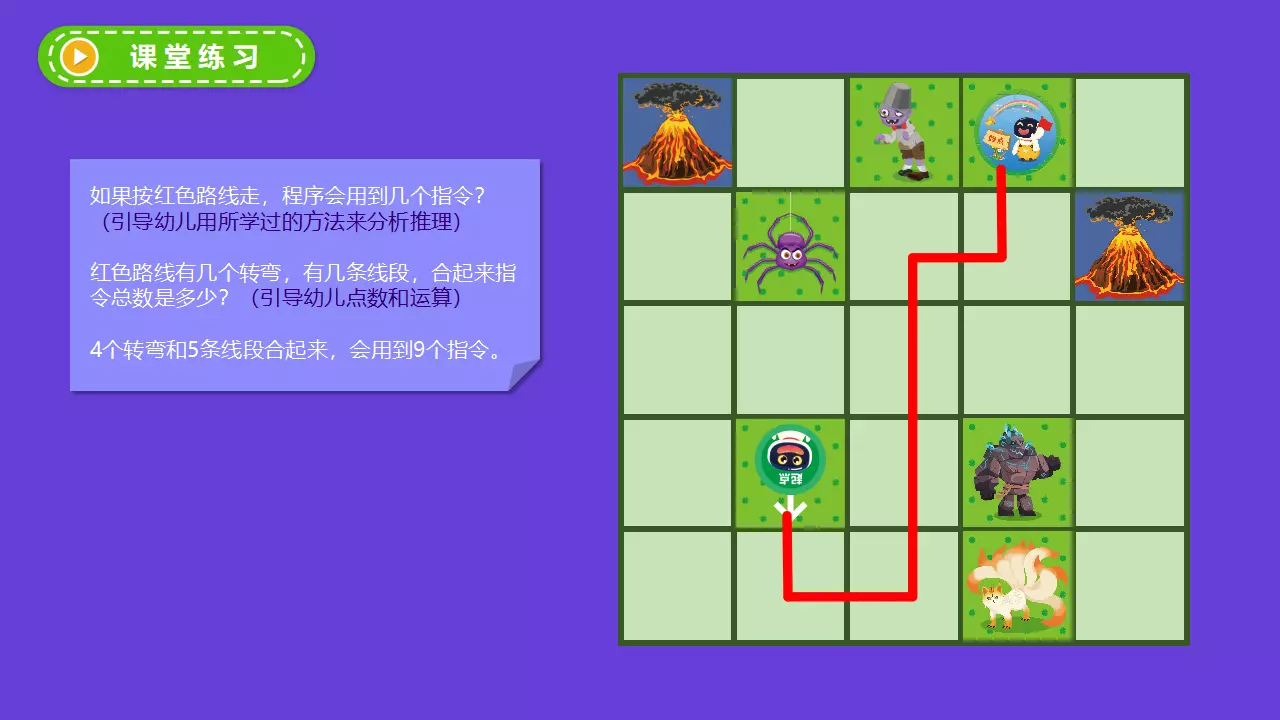 课堂练习
如果按红色路线走，程序会用到几个指令？
（引导幼儿用所学过的方法来分析推理）
红色路线有几个转弯，有几条线段，合起来指
令总数是多少？（引导幼儿点数和运算）
4个转弯和5条线段合起来，会用到9个指令。
起点